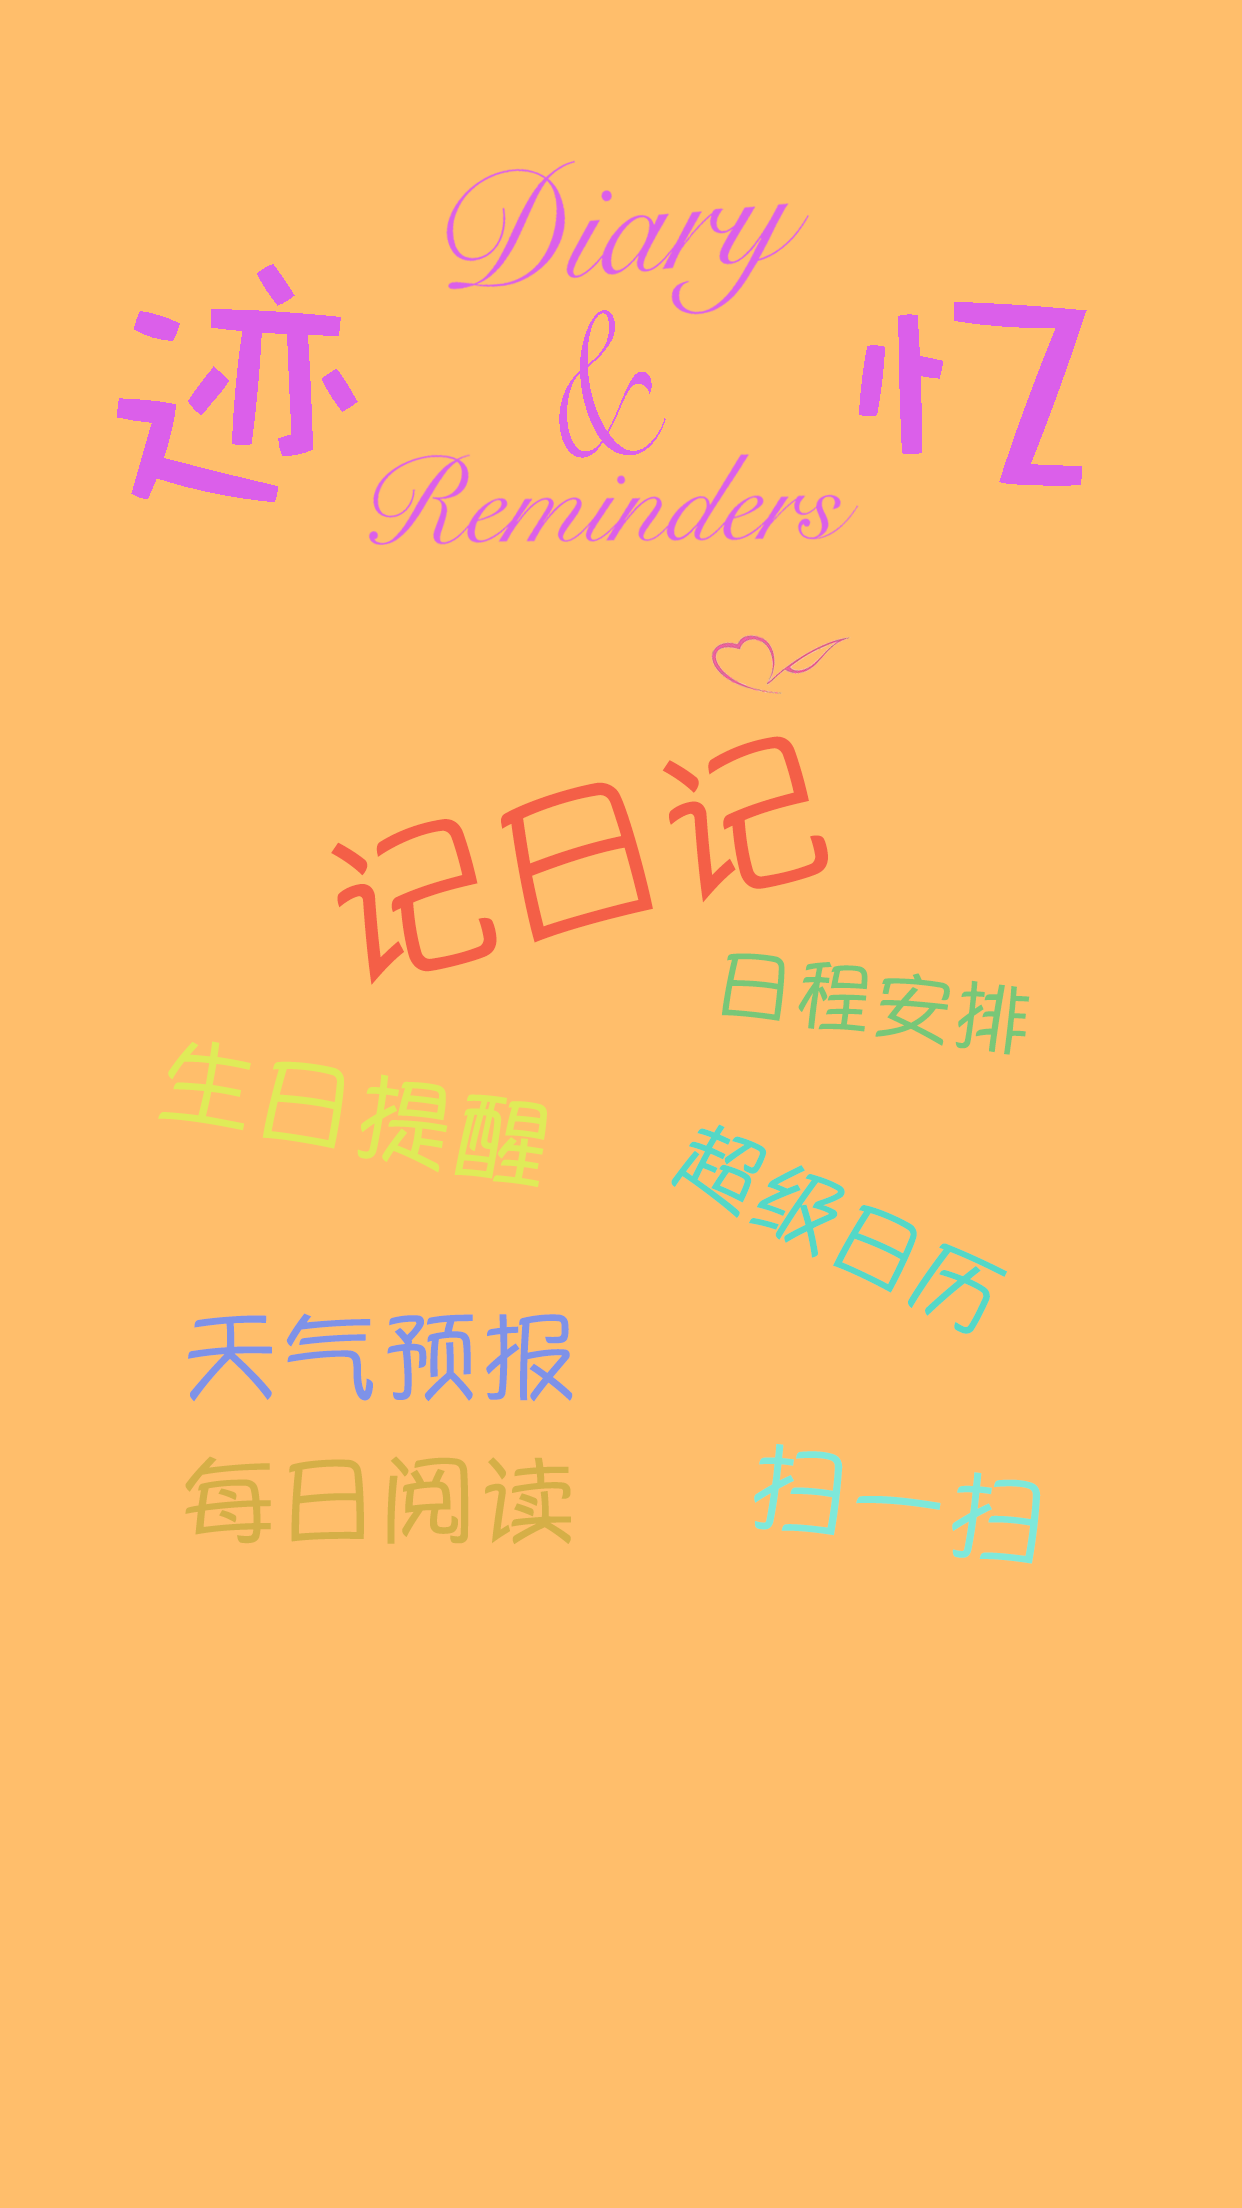 Diary
迹 & 忆
Reminders
记日记
日程安排
生日提醒
超级日历
天气预报
每日阅读
扫一扫